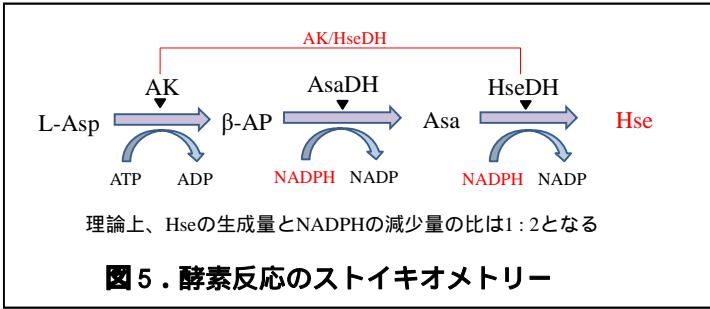 AK/HseDH
AK AsaDH HseDH
L-Asp β-AP Asa Hse
ATP ADP NADPH NADP NADPH NADP
理論上、Hseの生成量とNADPHの減少量の比は1 : 2となる
図5．酵素反応のストイキオメトリー